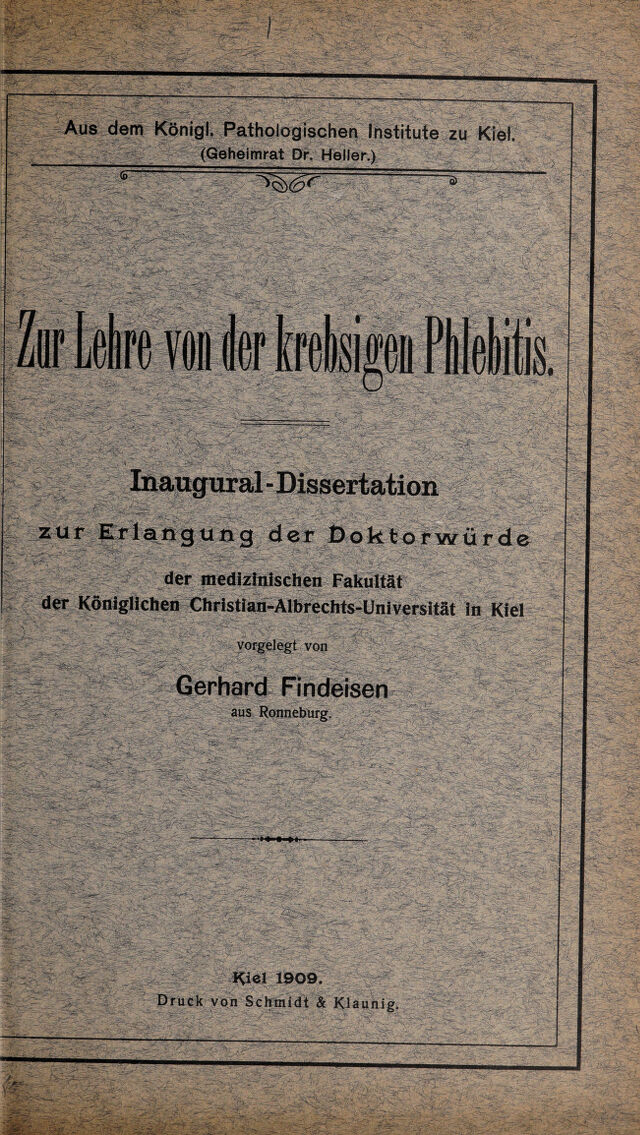 Aus dem Königl. Pathologischen Institute zu Kiel.
(Geheimrat Dr. Heller.)
Zur Lehre von der krebsigen Phlebitis.
Inaugural-Dissertation
zur Erlangung der Doktorwürde
der medizinischen Fakultät
der Königlichen Christian-Albrechts-Universität in Kiel
vorgelegt von
Gerhard Findeisen
aus Ronneburg.
Kiel 1909.
Druck von Schmidt & Klaunig.